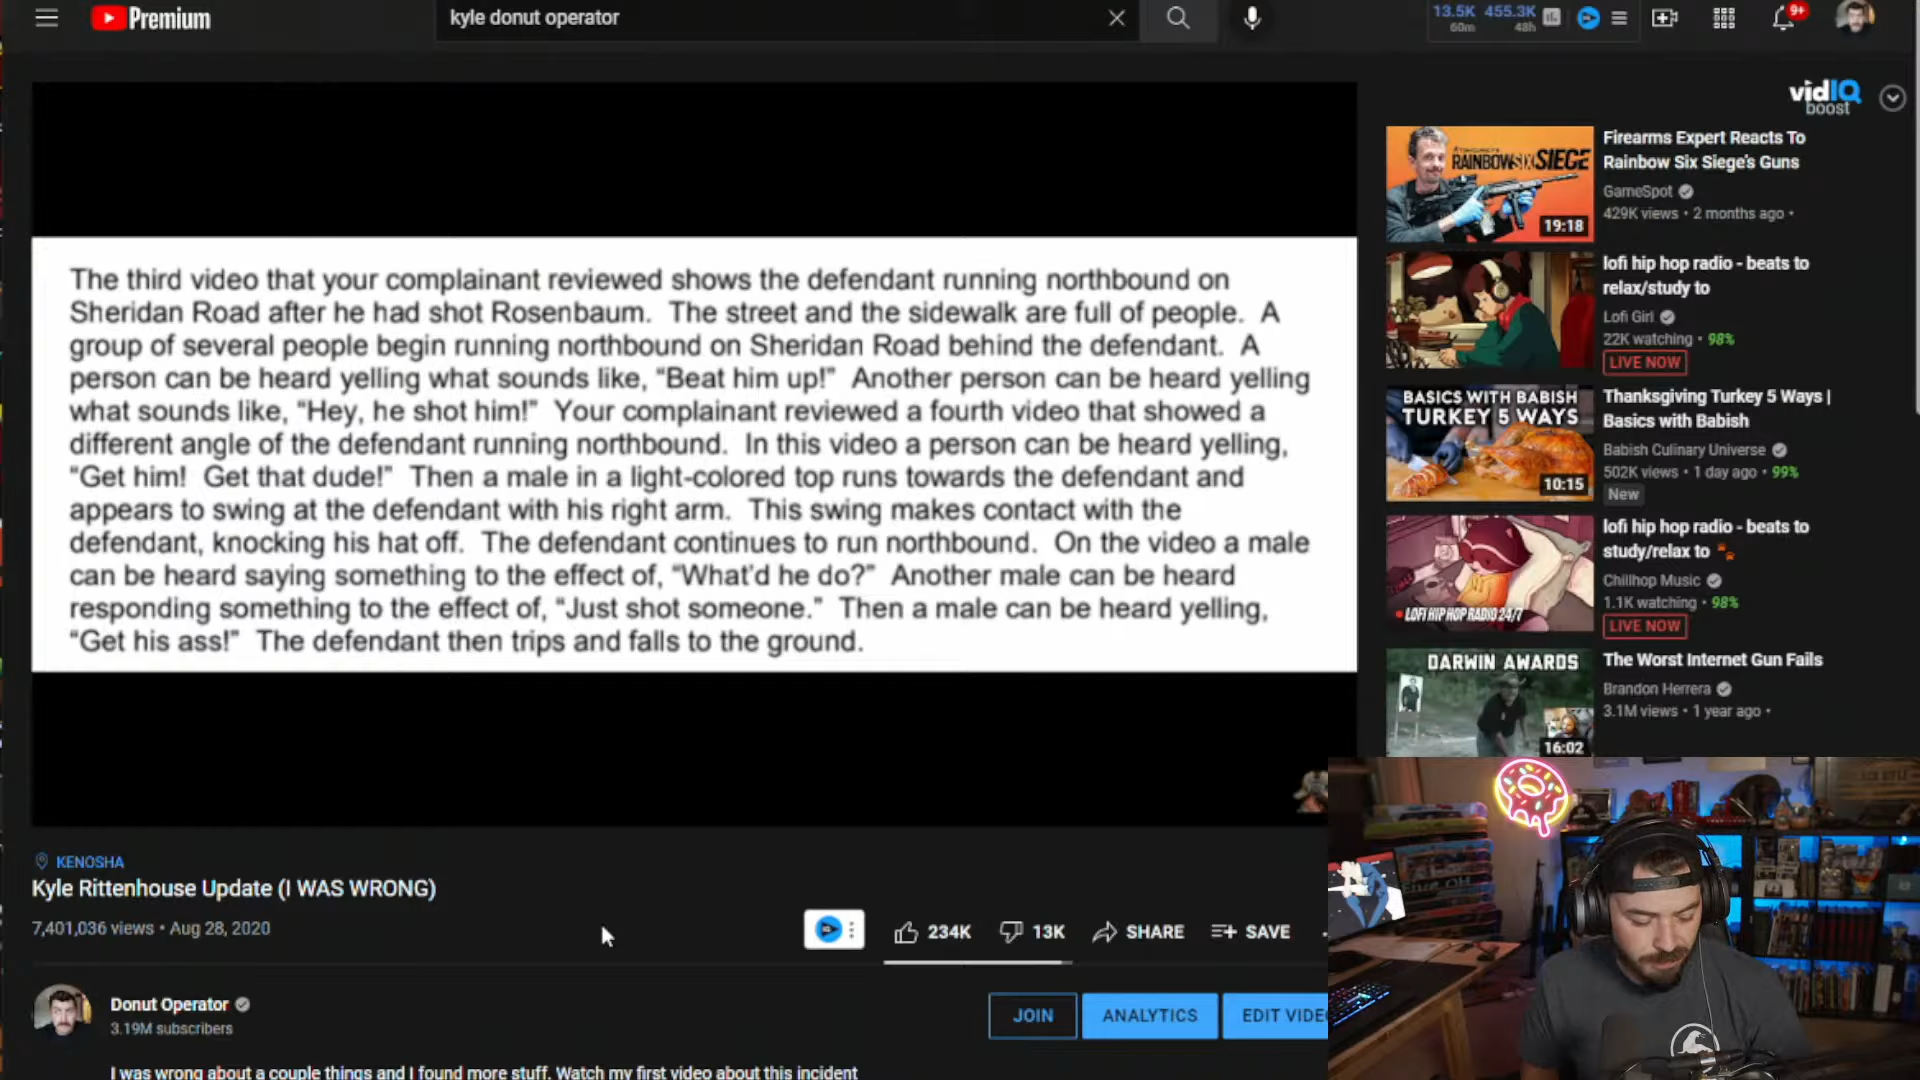 Premium
kyle donut operator
13.5K 455.3K
60m 48h
9+
vidIQ
boost
The third video that your complainant reviewed shows the defendant running northbound on
Sheridan Road after he had shot Rosenbaum. The street and the sidewalk are full of people. A
group of several people begin running northbound on Sheridan Road behind the defendant. A
person can be heard yelling what sounds like, “Beat him up!” Another person can be heard yelling
what sounds like, “Hey, he shot him!” Your complainant reviewed a fourth video that showed a
different angle of the defendant running northbound. In this video a person can be heard yelling,
“Get him! Get that dude!” Then a male in a light-colored top runs towards the defendant and
appears to swing at the defendant with his right arm. This swing makes contact with the
defendant, knocking his hat off. The defendant continues to run northbound. On the video a male
can be heard saying something to the effect of, “What’d he do?” Another male can be heard
responding something to the effect of, “Just shot someone.” Then a male can be heard yelling,
“Get his ass!” The defendant then trips and falls to the ground.
RAINBOWSIX SIEGE
19:18
Firearms Expert Reacts To
Rainbow Six Siege's Guns
GameSpot
429K views • 2 months ago •
lofi hip hop radio - beats to
relax/study to
Lofi Girl
22K watching • 98%
LIVE NOW
BASICS WITH BABISH
TURKEY 5 WAYS
10:15
Thanksgiving Turkey 5 Ways |
Basics with Babish
Babish Culinary Universe
502K views • 1 day ago • 99%
New
LOFI HIP HOP RADIO 24/7
lofi hip hop radio - beats to
study/relax to
Chillhop Music
1.1K watching • 98%
LIVE NOW
DARWIN AWARDS
16:02
The Worst Internet Gun Fails
Brandon Herrera
3.1M views • 1 year ago •
KENOSHA
Kyle Rittenhouse Update (I WAS WRONG)
7,401,036 views • Aug 28, 2020
234K 13K SHARE SAVE
Donut Operator
3.19M subscribers
JOIN ANALYTICS EDIT VIDEO
I was wrong about a couple things and I found more stuff. Watch my first video about this incident